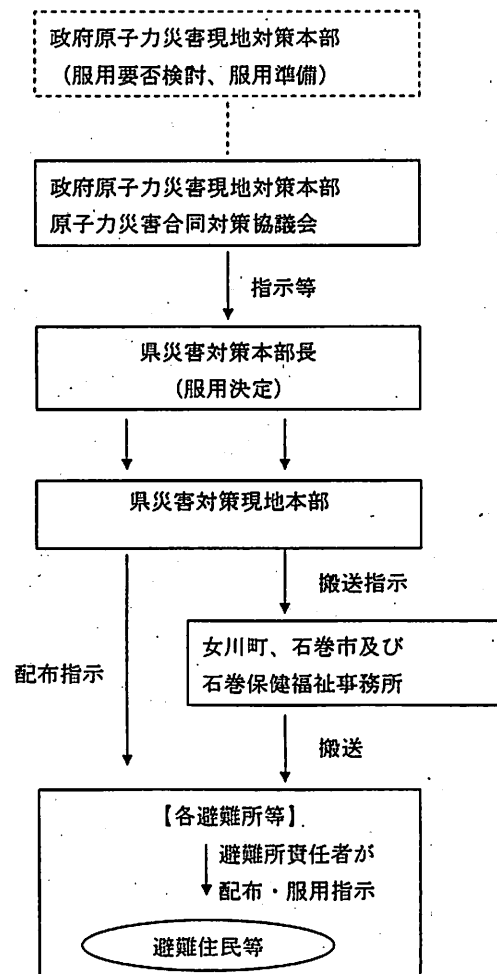 政府原子力災害現地対策本部
(服用要否検討、服用準備)
政府原子力災害現地対策本部
原子力災害合同対策協議会
指示等
県災害対策本部長
(服用決定)
県災害対策現地本部
搬送指示
女川町、石巻市及び
石巻保健福祉事務所
配布指示
搬送
【各避難所等】
避難所責任者が
配布・服用指示
避難住民等